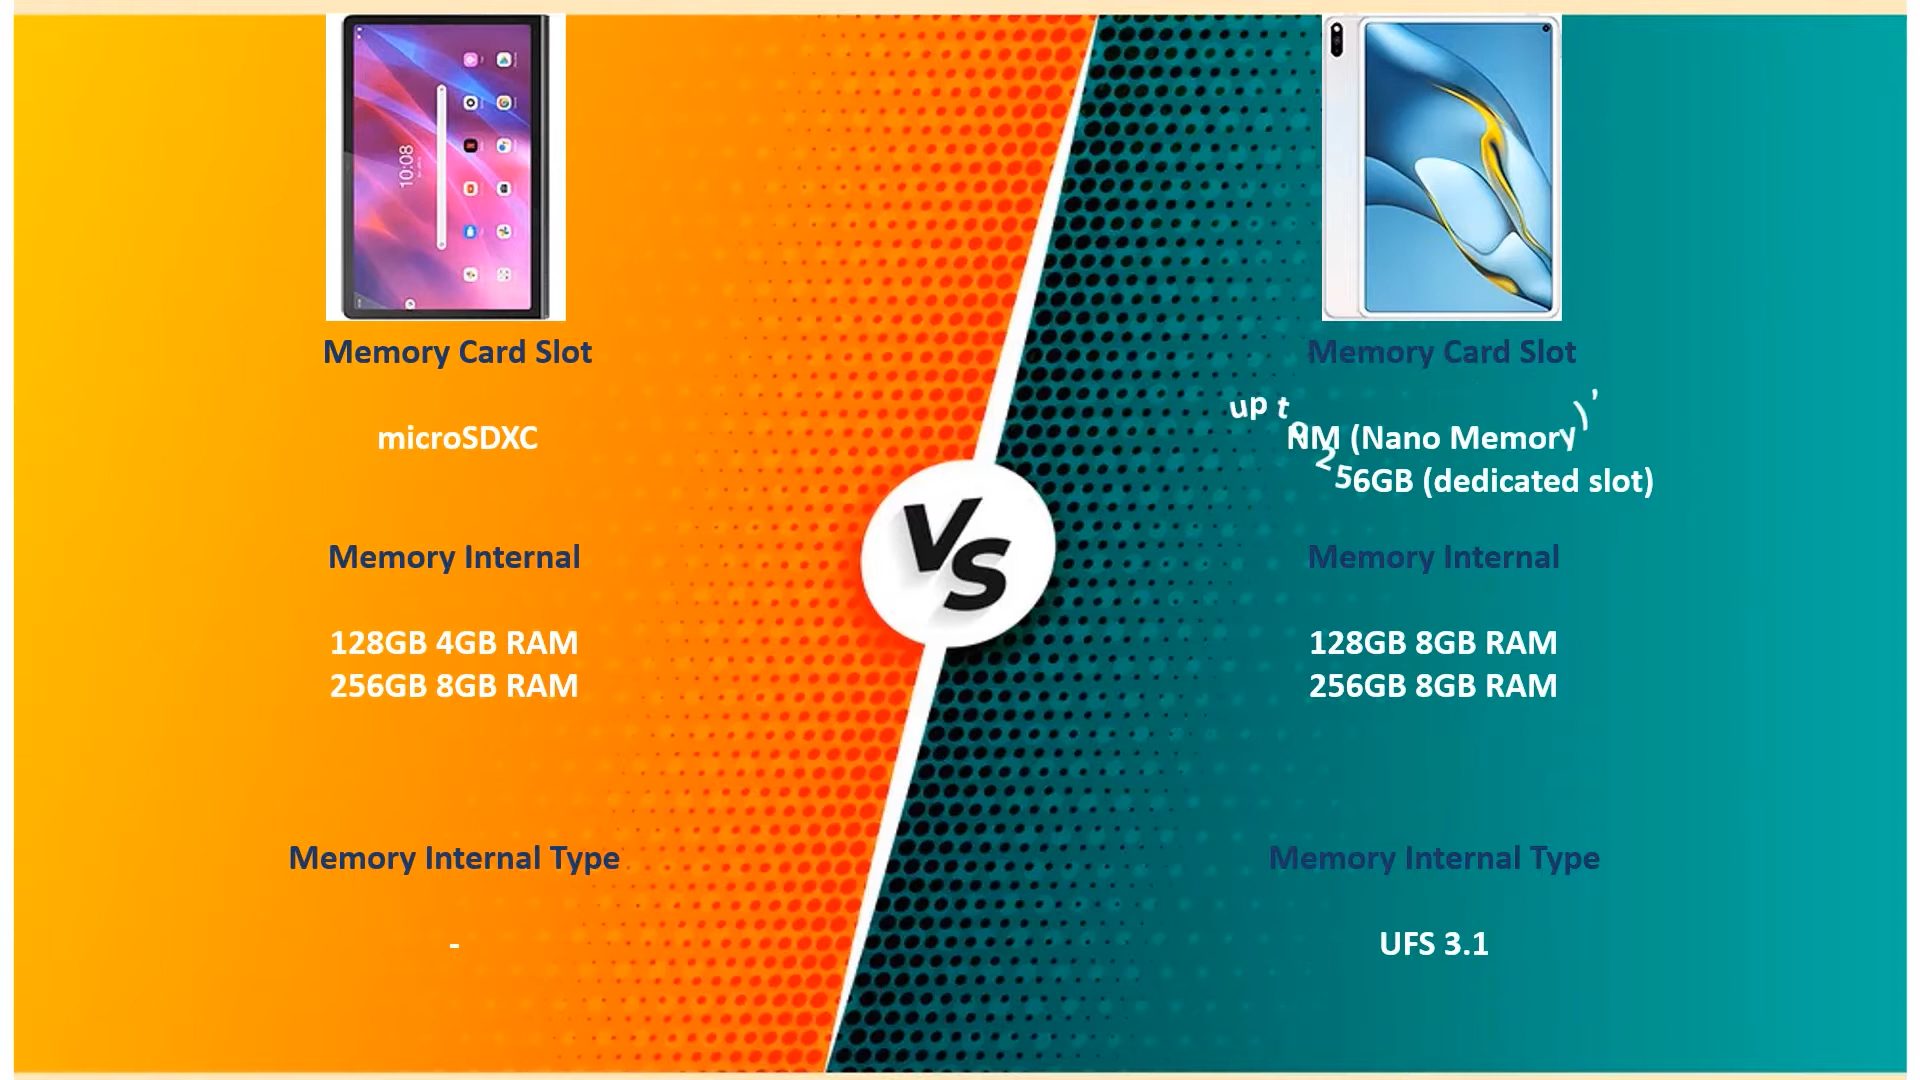 10:08
Memory Card Slot
microSDXC
Memory Internal
128GB 4GB RAM
256GB 8GB RAM
Memory Internal Type
-
VS
Memory Card Slot
NM (Nano Memory),
up to 256GB (dedicated slot)
Memory Internal
128GB 8GB RAM
256GB 8GB RAM
Memory Internal Type
UFS 3.1